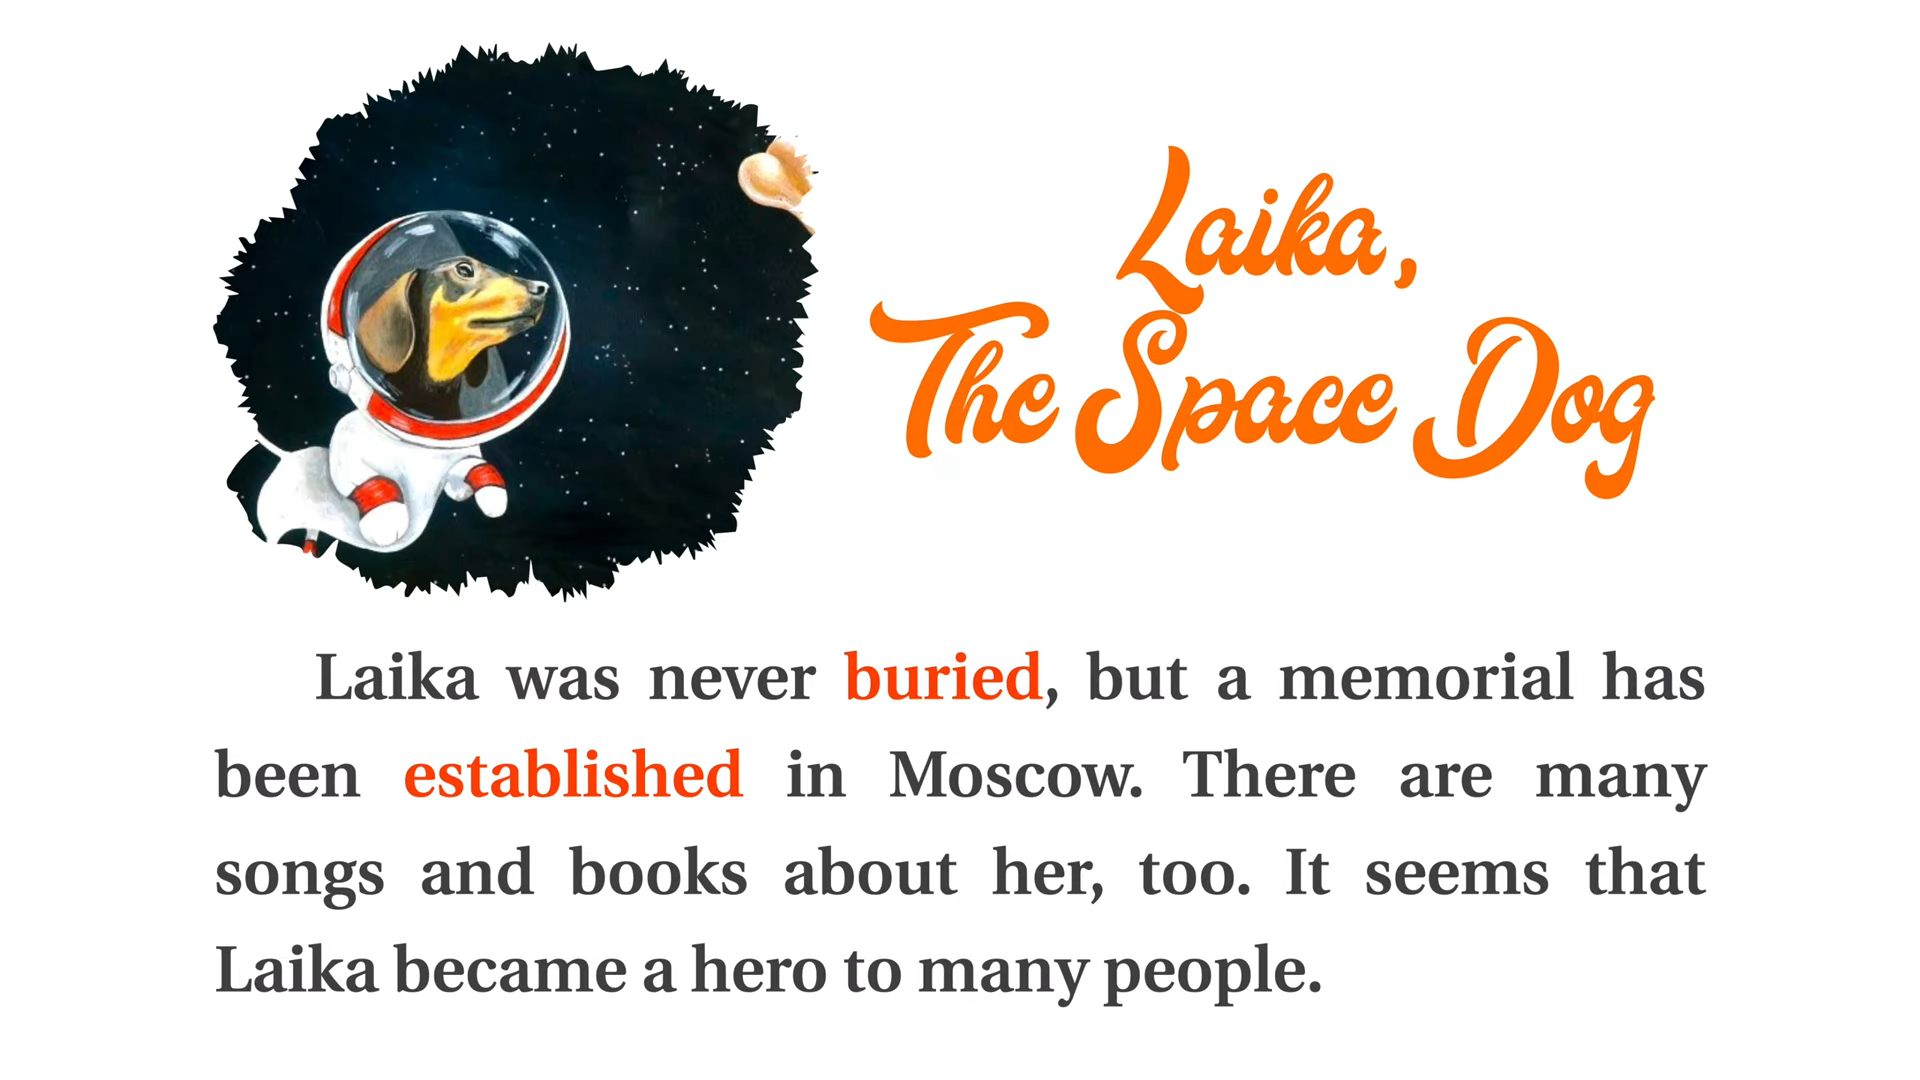 Laika,
The Space Dog
Laika was never buried, but a memorial has
been established in Moscow. There are many
songs and books about her, too. It seems that
Laika became a hero to many people.